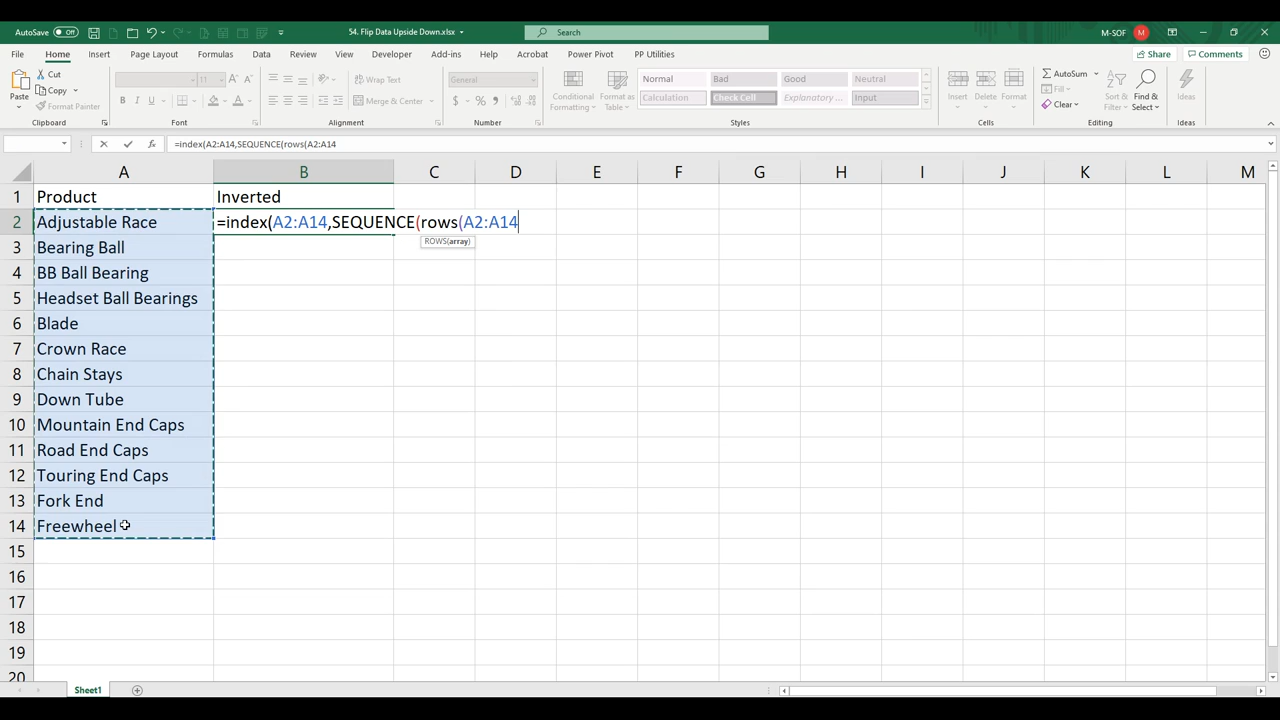 AutoSave Off 54. Flip Data Upside Down.xlsx Search M-SOF M
File Home Insert Page Layout Formulas Data Review View Developer Add-ins Help Acrobat Power Pivot PP Utilities Share Comments
Paste Cut Copy Format Painter
11 A A
B I U A
Wrap Text
Merge & Center
General
$ % ,
Conditional Formatting Format as Table
Normal Bad Good Neutral
Calculation Check Cell Explanatory ... Input
Insert Delete Format
AutoSum Fill Clear
Sort & Filter Find & Select
Ideas
Clipboard Font Alignment Number Styles Cells Editing Ideas
fx =index(A2:A14,SEQUENCE(rows(A2:A14
A B C D E F G H I J K L M
1 Product Inverted
2 Adjustable Race =index(A2:A14,SEQUENCE(rows(A2:A14
ROWS(array)
3 Bearing Ball
4 BB Ball Bearing
5 Headset Ball Bearings
6 Blade
7 Crown Race
8 Chain Stays
9 Down Tube
10 Mountain End Caps
11 Road End Caps
12 Touring End Caps
13 Fork End
14 Freewheel
15
16
17
18
19
20
Sheet1